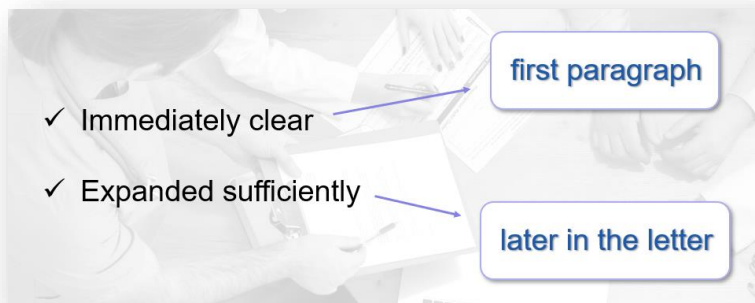 first paragraph
✓ Immediately clear
✓ Expanded sufficiently
later in the letter